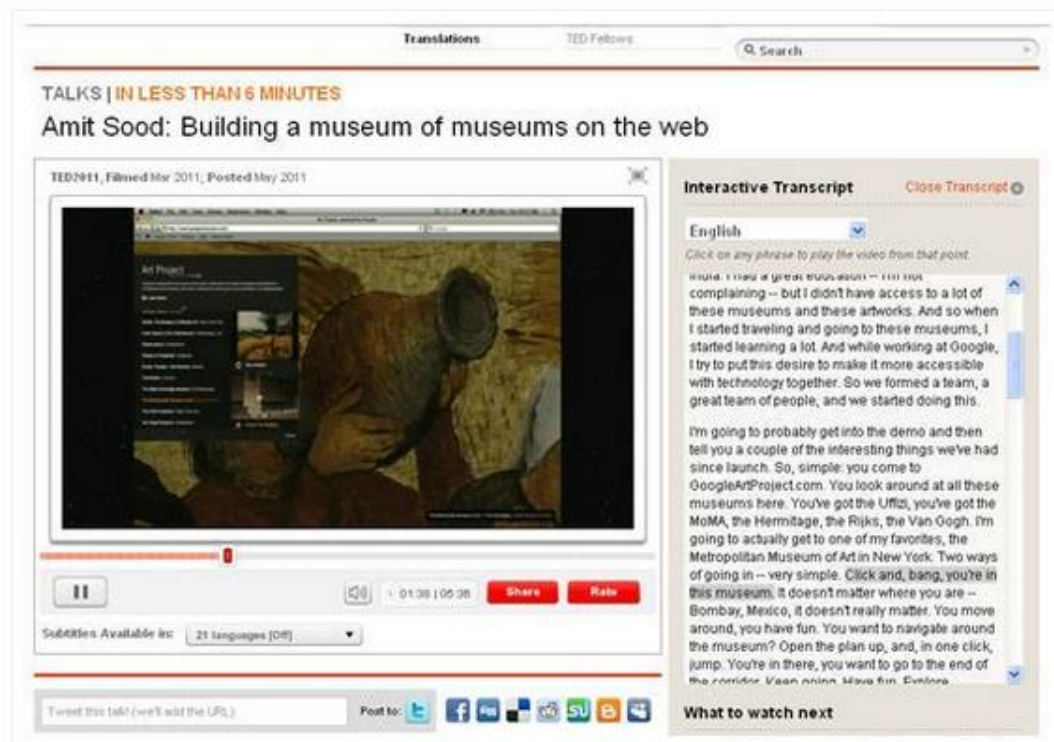 Translations TED Fellows Search
TALKS | IN LESS THAN 6 MINUTES
Amit Sood: Building a museum of museums on the web
TED2011, Filmed Mar 2011; Posted May 2011
Art Project
01:38 | 05:36 Share Rate
Subtitles Available in: 21 languages [Off]
Tweet this talk! (we'll add the URL) Post to:
Interactive Transcript Close Transcript
English
Click on any phrase to play the video from that point.
India. I had a great education -- I'm not
complaining -- but I didn't have access to a lot of
these museums and these artworks. And so when
I started traveling and going to these museums, I
started learning a lot. And while working at Google,
I try to put this desire to make it more accessible
with technology together. So we formed a team, a
great team of people, and we started doing this.
I'm going to probably get into the demo and then
tell you a couple of the interesting things we've had
since launch. So, simple: you come to
GoogleArtProject.com. You look around at all these
museums here. You've got the Uffizi, you've got the
MoMA, the Hermitage, the Rijks, the Van Gogh. I'm
going to actually get to one of my favorites, the
Metropolitan Museum of Art in New York. Two ways
of going in -- very simple. Click and, bang, you're in
this museum. It doesn't matter where you are --
Bombay, Mexico, it doesn't really matter. You move
around, you have fun. You want to navigate around
the museum? Open the plan up, and, in one click,
jump. You're in there, you want to go to the end of
the corridor. Keep going. Have fun. Explore.
What to watch next